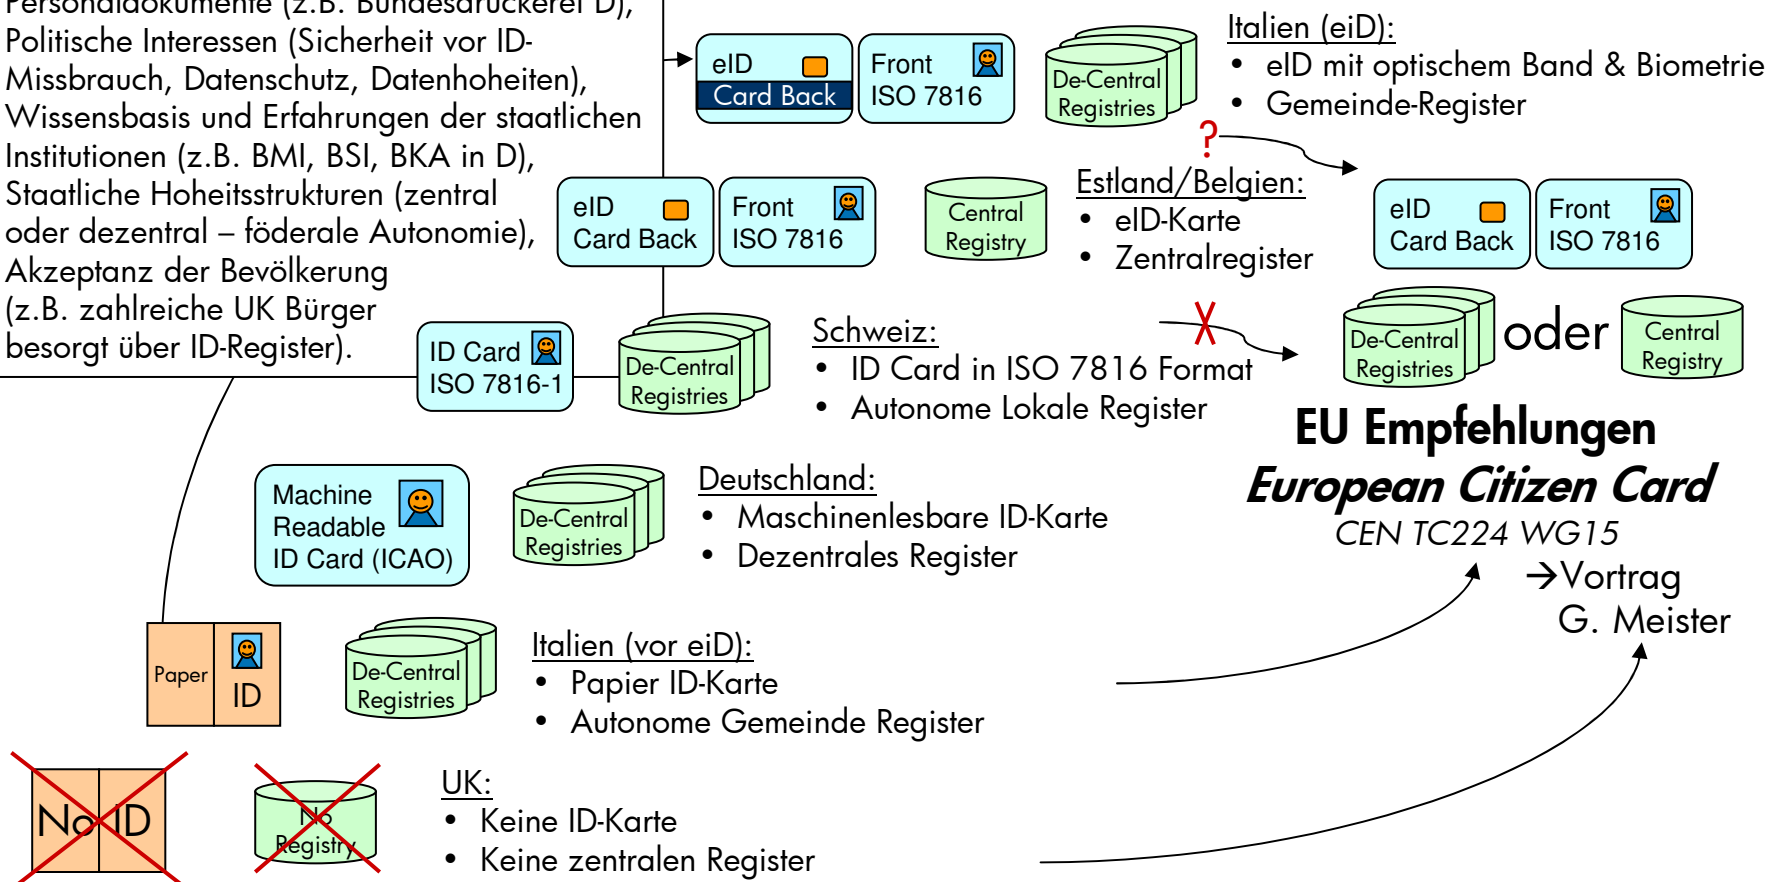 Personaldokumente (z.B. Bundesdruckerei D),
Politische Interessen (Sicherheit vor ID-
Missbrauch, Datenschutz, Datenhoheiten),
Wissensbasis und Erfahrungen der staatlichen
Institutionen (z.B. BMI, BSI, BKA in D),
Staatliche Hoheitsstrukturen (zentral
oder dezentral – föderale Autonomie),
Akzeptanz der Bevölkerung
(z.B. zahlreiche UK Bürger
besorgt über ID-Register).
eID
Card Back
Front
ISO 7816
De-Central
Registries
Italien (eiD):
• eID mit optischem Band & Biometrie
• Gemeinde-Register
?
eID
Card Back
Front
ISO 7816
Central
Registry
Estland/Belgien:
• eID-Karte
• Zentralregister
eID
Card Back
Front
ISO 7816
ID Card
ISO 7816-1
De-Central
Registries
Schweiz:
• ID Card in ISO 7816 Format
• Autonome Lokale Register
X
De-Central
Registries
oder
Central
Registry
EU Empfehlungen
European Citizen Card
CEN TC224 WG15
→Vortrag
G. Meister
Machine
Readable
ID Card (ICAO)
De-Central
Registries
Deutschland:
• Maschinenlesbare ID-Karte
• Dezentrales Register
Paper
ID
De-Central
Registries
Italien (vor eiD):
• Papier ID-Karte
• Autonome Gemeinde Register
No ID
No
Registry
UK:
• Keine ID-Karte
• Keine zentralen Register